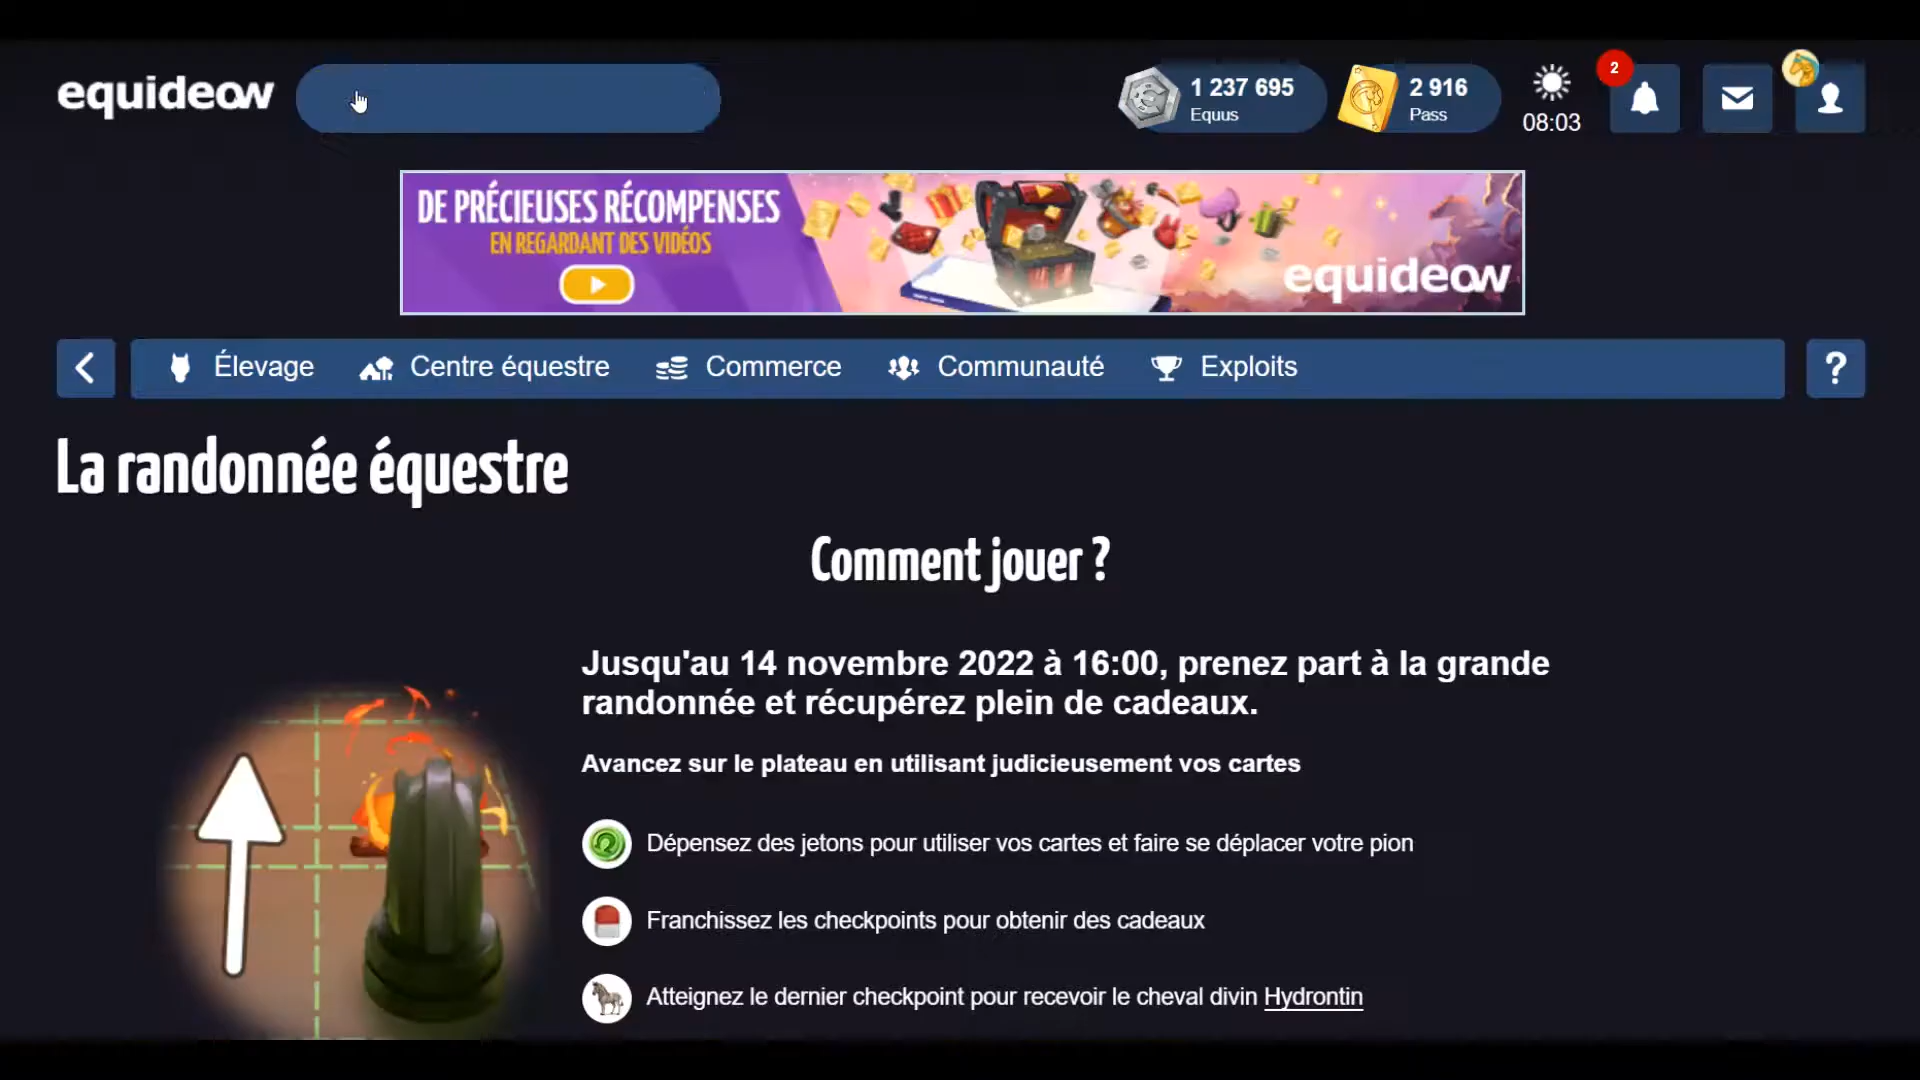 equideow
1 237 695
Equus
2 916
Pass
08:03
2
DE PRÉCIEUSES RÉCOMPENSES
EN REGARDANT DES VIDÉOS
equideow
Élevage
Centre équestre
Commerce
Communauté
Exploits
?
La randonnée équestre
Comment jouer ?
Jusqu'au 14 novembre 2022 à 16:00, prenez part à la grande
randonnée et récupérez plein de cadeaux.
Avancez sur le plateau en utilisant judicieusement vos cartes
Dépensez des jetons pour utiliser vos cartes et faire se déplacer votre pion
Franchissez les checkpoints pour obtenir des cadeaux
Atteignez le dernier checkpoint pour recevoir le cheval divin Hydrontin